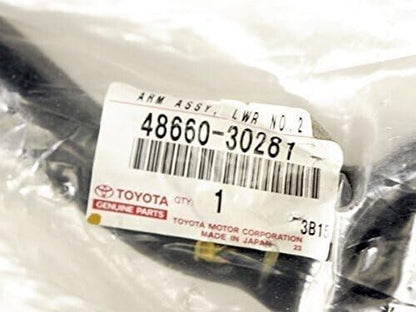 ARM ASSY, LWR NO.2
48660-30281
TOYOTA QTY. 1
GENUINE PARTS
3B15
TOYOTA MOTOR CORPORATION
MADE IN JAPAN 23